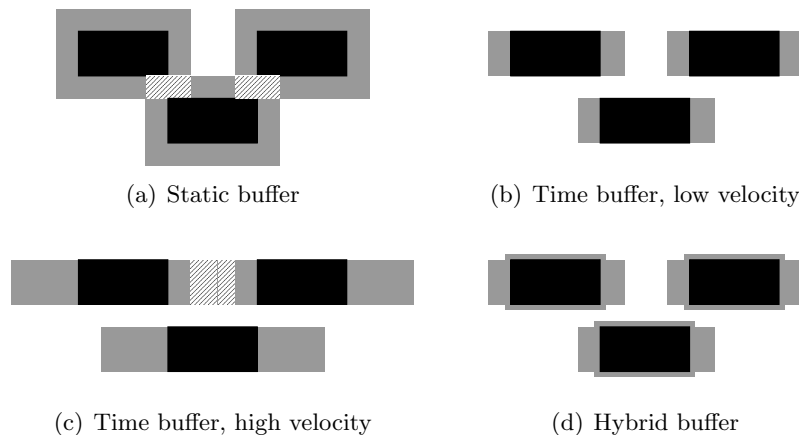 (a) Static buffer
(b) Time buffer, low velocity
(c) Time buffer, high velocity
(d) Hybrid buffer